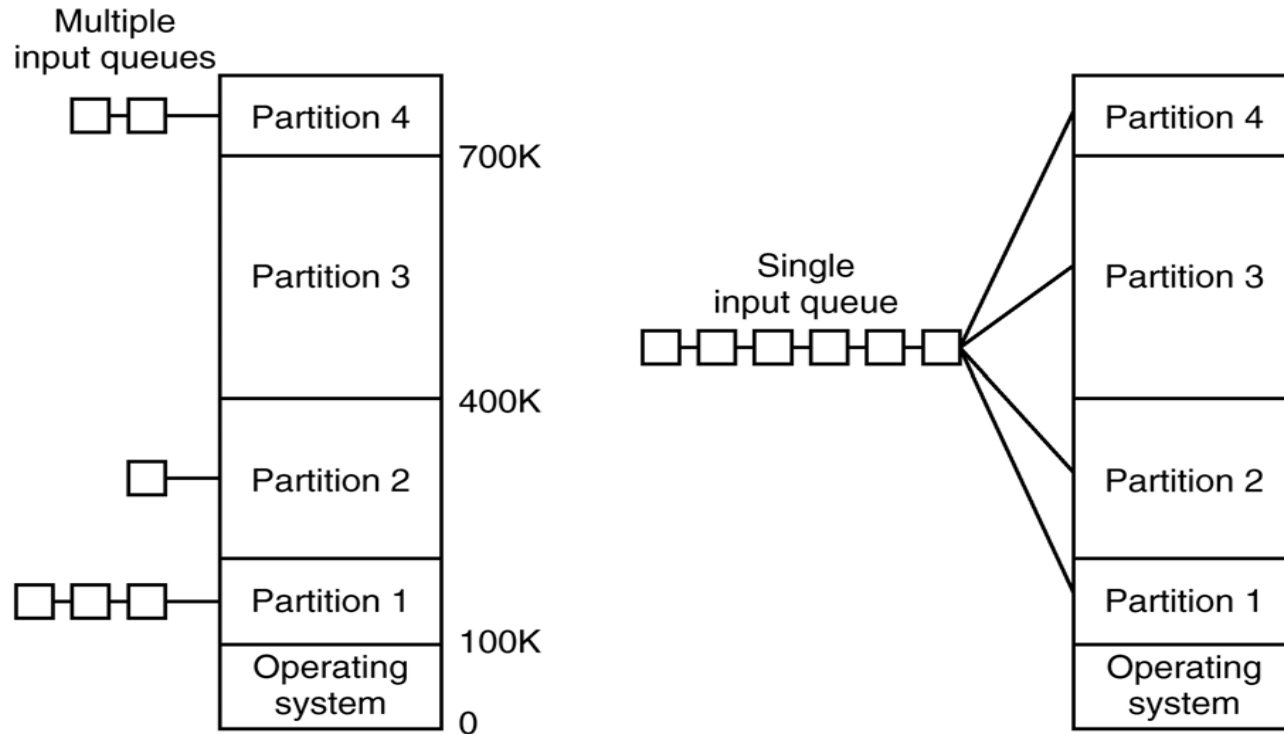 Multiple
input queues
Partition 4
700K
Partition 3
400K
Partition 2
Partition 1
100K
Operating
system
0
Single
input queue
Partition 4
Partition 3
Partition 2
Partition 1
Operating
system